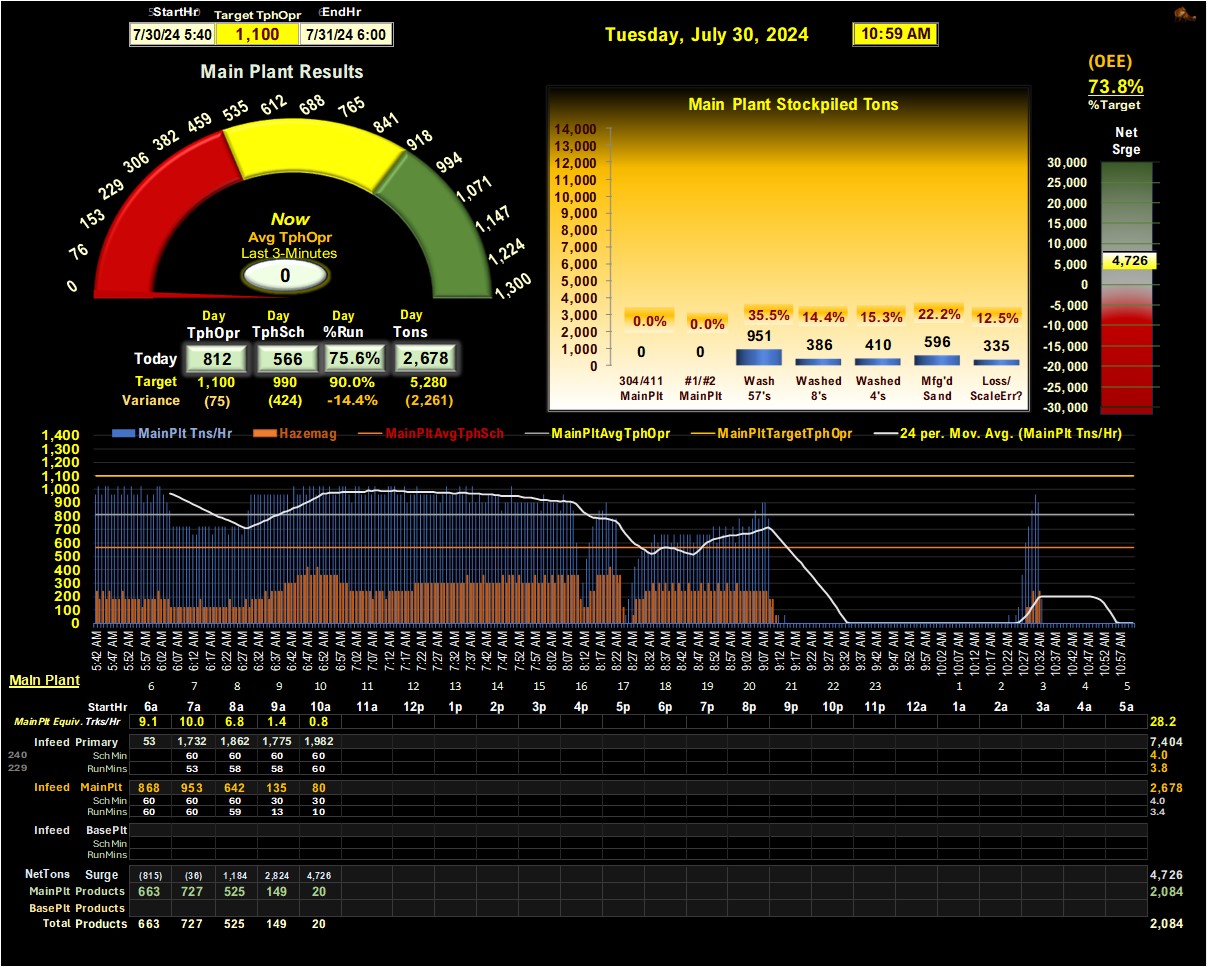 StartHr Target TphOpr EndHr
7/30/24 5:40 1,100 7/31/24 6:00
Tuesday, July 30, 2024 10:59 AM
(OEE)
73.8%
%Target
Main Plant Results
0 76 153 229 306 382 459 535 612 688 765 841 918 994 1,071 1,147 1,224 1,300
Now
Avg TphOpr
Last 3-Minutes
0
Day Day Day Day
TphOpr TphSch %Run Tons
Today 812 566 75.6% 2,678
Target 1,100 990 90.0% 5,280
Variance (75) (424) -14.4% (2,261)
Main Plant Stockpiled Tons
14,000
13,000
12,000
11,000
10,000
9,000
8,000
7,000
6,000
5,000
4,000
3,000
2,000
1,000
0
0.0% 0.0% 35.5% 14.4% 15.3% 22.2% 12.5%
0 0 951 386 410 596 335
304/411 #1/#2 Wash Washed Washed Mfg'd Loss/
MainPlt MainPlt 57's 8's 4's Sand ScaleErr?
Net
Srge
30,000
25,000
20,000
15,000
10,000
5,000
0
-5,000
-10,000
-15,000
-20,000
-25,000
-30,000
4,726
MainPlt Tns/Hr Hazemag MainPltAvgTphSch MainPltAvgTphOpr MainPltTargetTphOpr 24 per. Mov. Avg. (MainPlt Tns/Hr)
1,400
1,300
1,200
1,100
1,000
900
800
700
600
500
400
300
200
100
0
5:42 AM 5:47 AM 5:52 AM 5:57 AM 6:07 AM 6:12 AM 6:17 AM 6:22 AM 6:27 AM 6:32 AM 6:37 AM 6:42 AM 6:47 AM 6:52 AM 6:57 AM 7:02 AM 7:07 AM 7:12 AM 7:17 AM 7:22 AM 7:27 AM 7:32 AM 7:37 AM 7:42 AM 7:47 AM 7:52 AM 7:57 AM 8:02 AM 8:07 AM 8:12 AM 8:17 AM 8:22 AM 8:27 AM 8:32 AM 8:37 AM 8:42 AM 8:47 AM 8:52 AM 8:57 AM 9:02 AM 9:07 AM 9:12 AM 9:17 AM 9:22 AM 9:27 AM 9:32 AM 9:37 AM 9:42 AM 9:47 AM 9:52 AM 9:57 AM 10:02 AM 10:07 AM 10:12 AM 10:17 AM 10:22 AM 10:27 AM 10:32 AM 10:37 AM 10:42 AM 10:47 AM 10:52 AM 10:57 AM
Main Plant
6 7 8 9 10 11 12 13 14 15 16 17 18 19 20 21 22 23 1 2 3 4 5
StartHr 6a 7a 8a 9a 10a 11a 12p 1p 2p 3p 4p 5p 6p 7p 8p 9p 10p 11p 12a 1a 2a 3a 4a 5a
MainPlt Equiv. Trks/Hr 9.1 10.0 6.8 1.4 0.8 28.2
Infeed Primary 53 1,732 1,862 1,775 1,982 7,404
240 SchMin 60 60 60 60 4.0
229 RunMins 53 58 58 60 3.8
Infeed MainPlt 868 953 642 135 80 2,678
SchMin 60 60 60 30 30 4.0
RunMins 60 60 59 13 10 3.4
Infeed BasePlt
SchMin
RunMins
NetTons Surge (815) (36) 1,184 2,824 4,726 4,726
MainPlt Products 663 727 525 149 20 2,084
BasePlt Products
Total Products 663 727 525 149 20 2,084